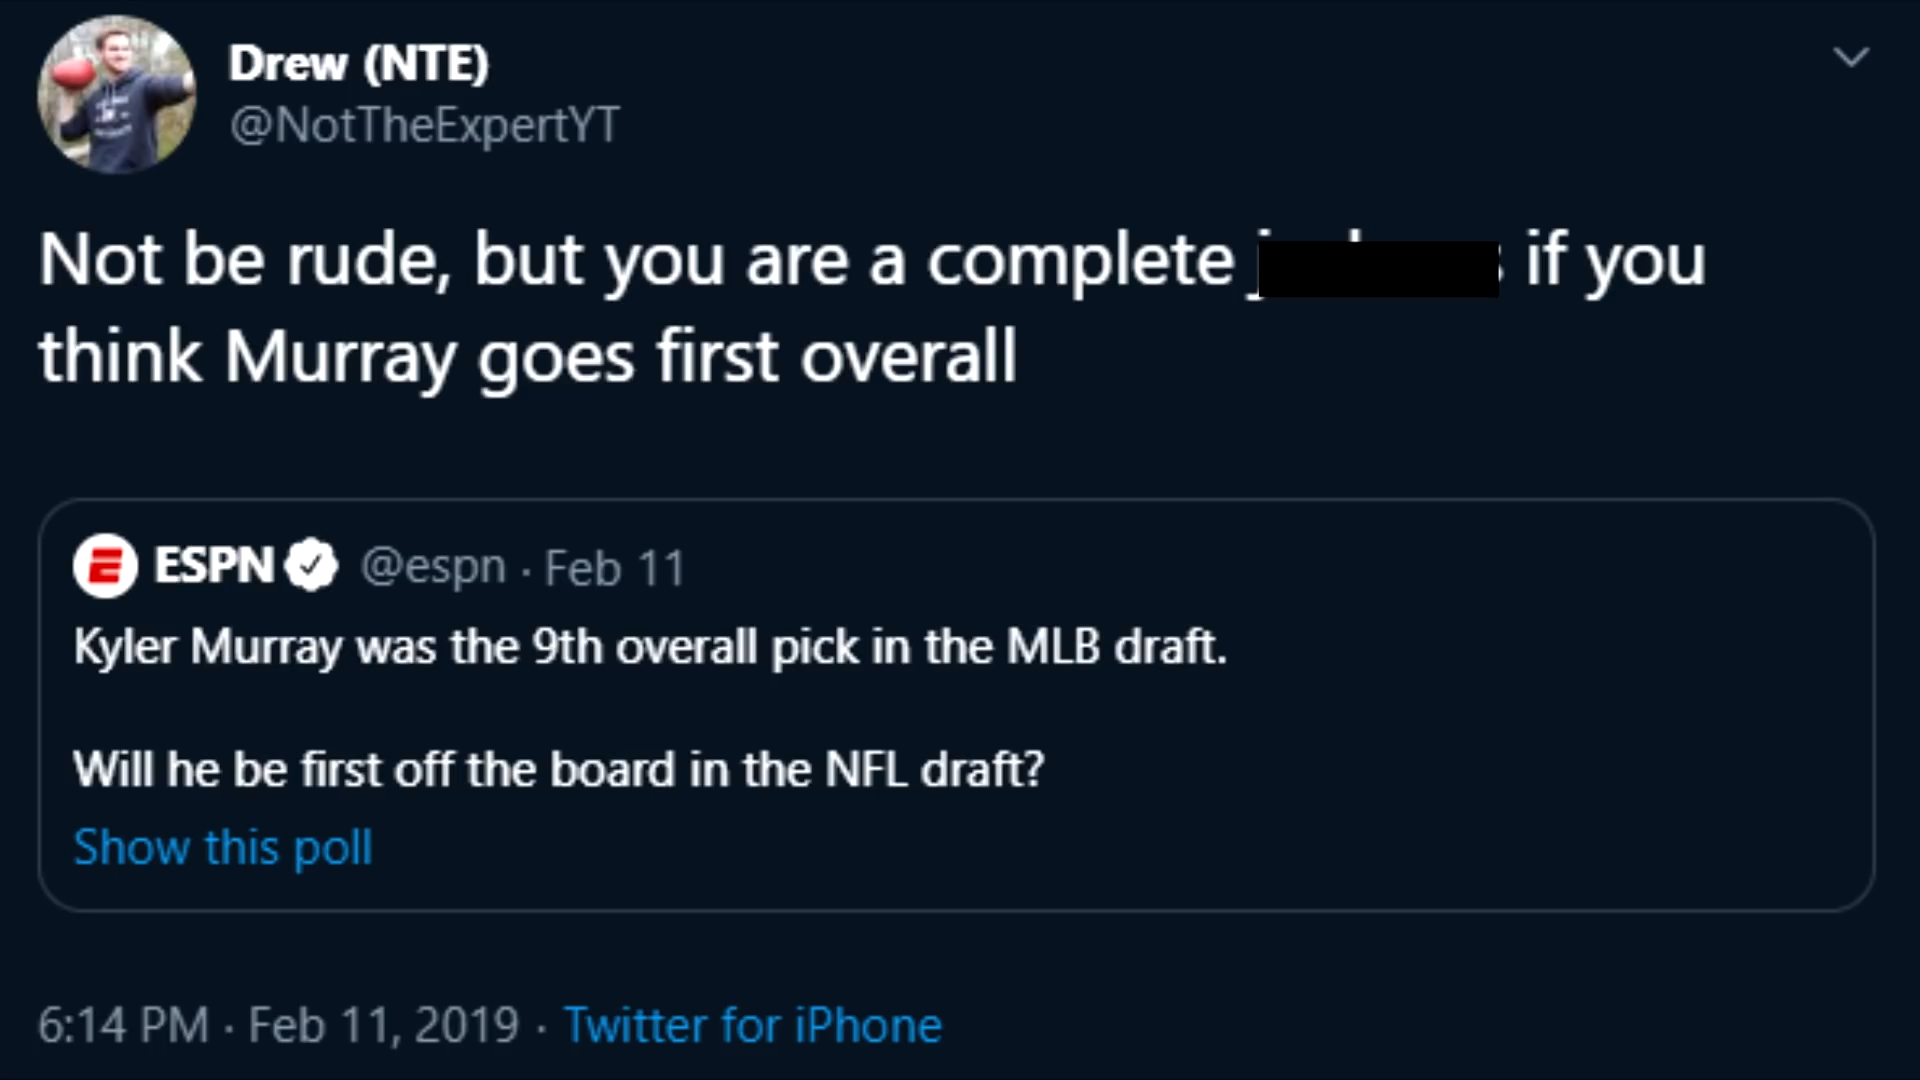 Drew (NTE)
@NotTheExpertYT
Not be rude, but you are a complete if you
think Murray goes first overall
ESPN @espn · Feb 11
Kyler Murray was the 9th overall pick in the MLB draft.
Will he be first off the board in the NFL draft?
Show this poll
6:14 PM · Feb 11, 2019 · Twitter for iPhone